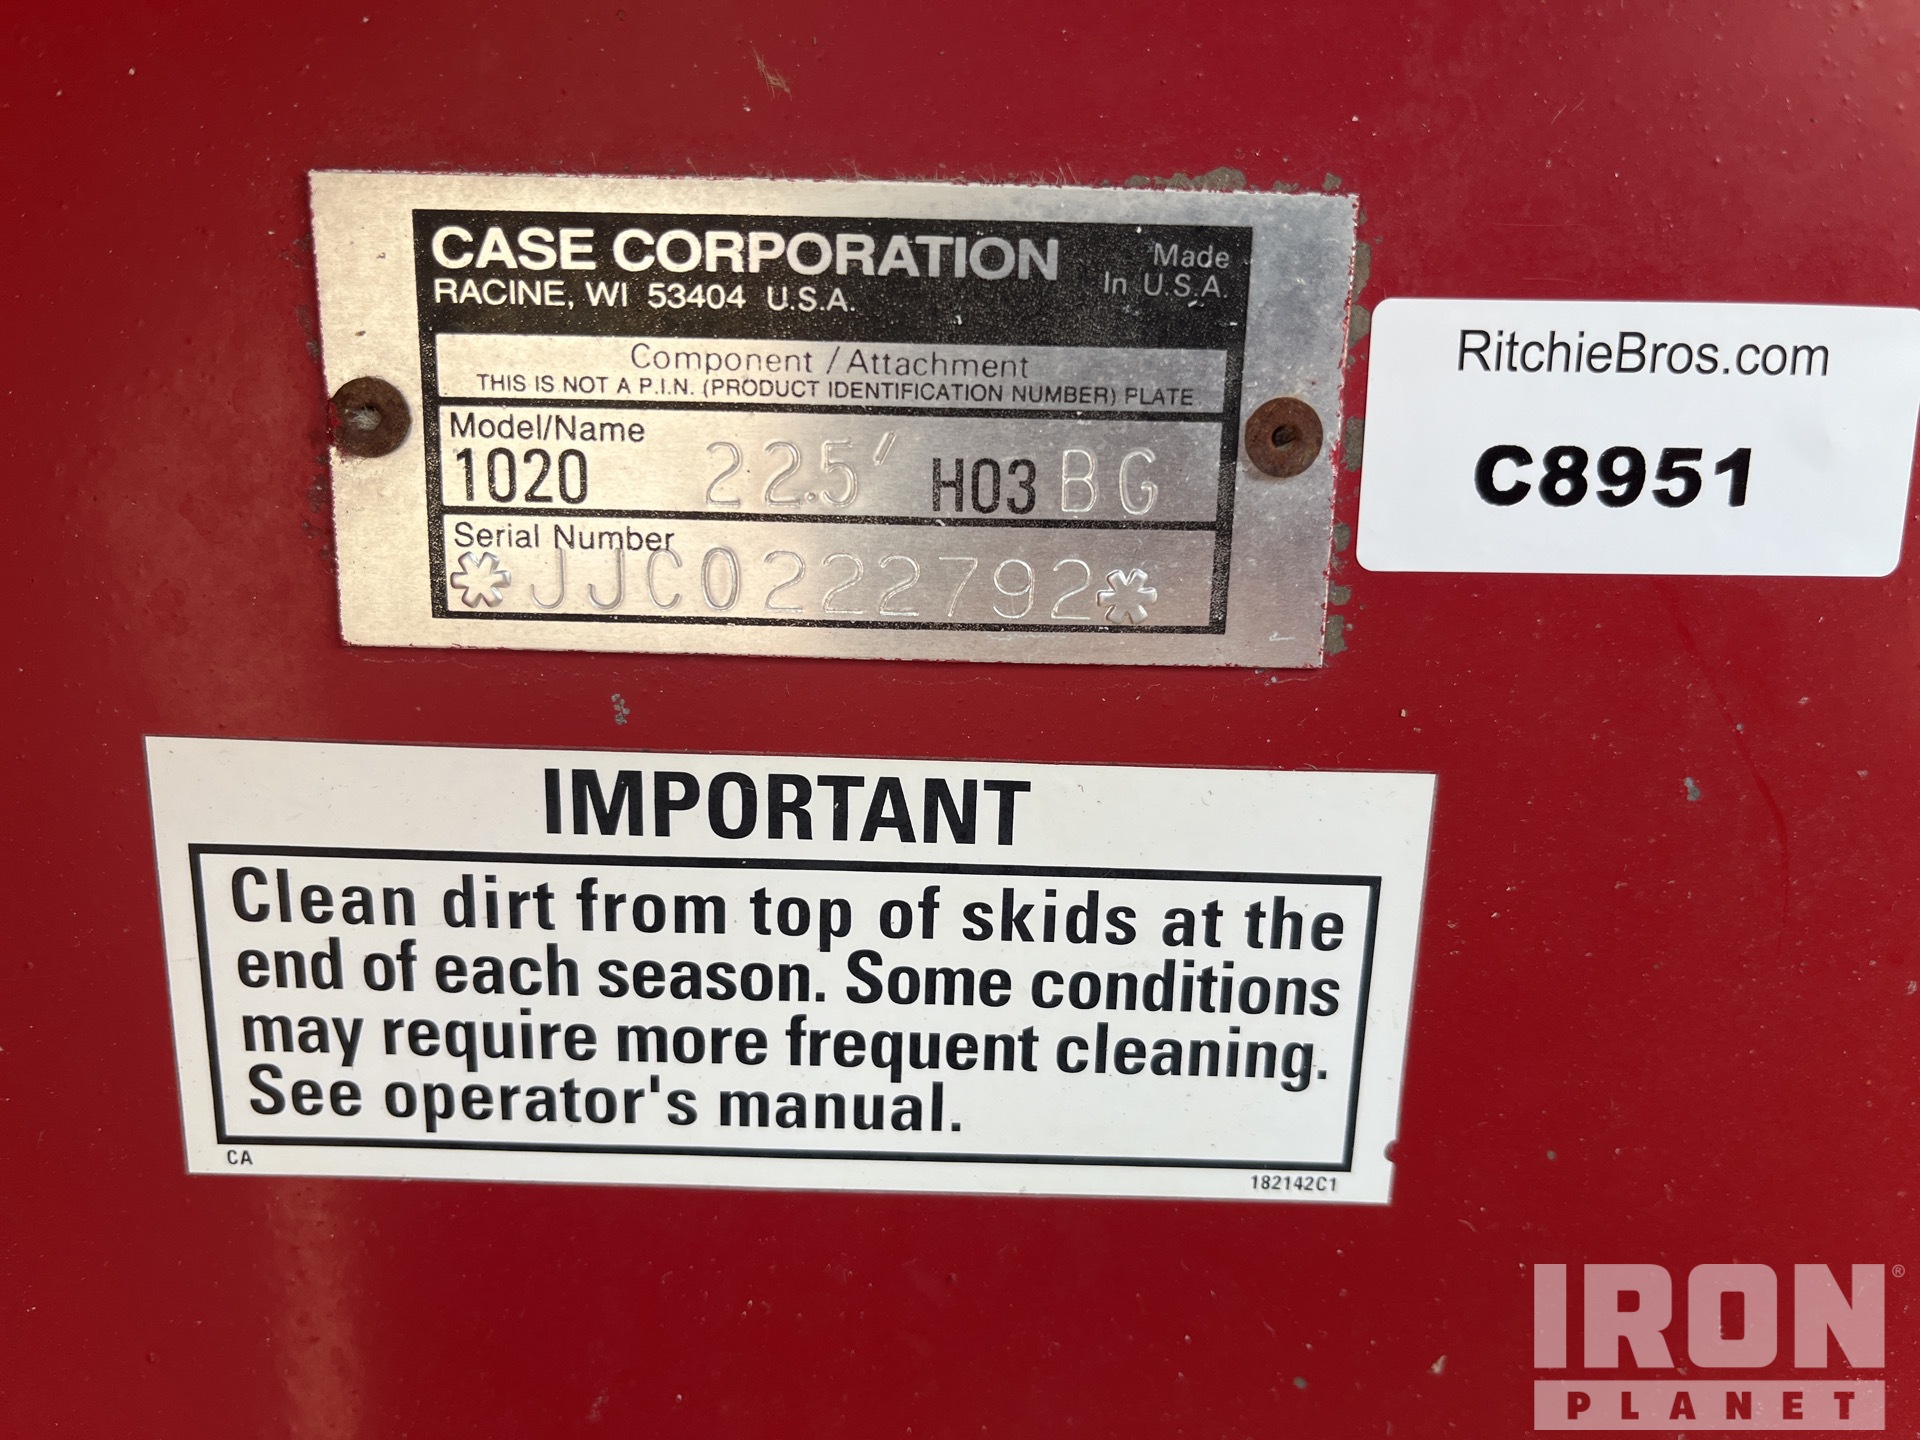 CASE CORPORATION
RACINE, WI 53404 U.S.A.
Made
In U.S.A.
Component / Attachment
THIS IS NOT A P.I.N. (PRODUCT IDENTIFICATION NUMBER) PLATE
Model/Name
1020 22.5' H03 BG
Serial Number
*JJC0222792*
RitchieBros.com
C8951
IMPORTANT
Clean dirt from top of skids at the
end of each season. Some conditions
may require more frequent cleaning.
See operator's manual.
CA
182142C1
IRON®
PLANET